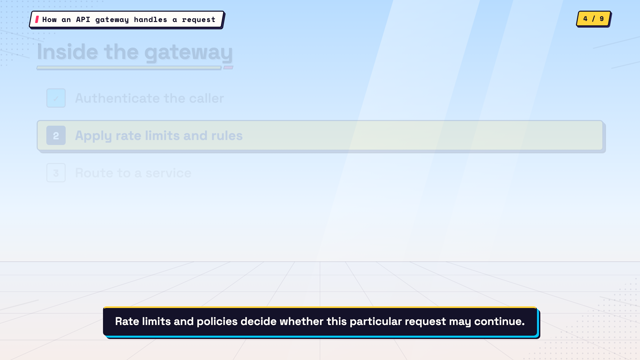 How an API gateway handles a request
4 / 9
Inside the gateway
Authenticate the caller
2 Apply rate limits and rules
3 Route to a service
Rate limits and policies decide whether this particular request may continue.